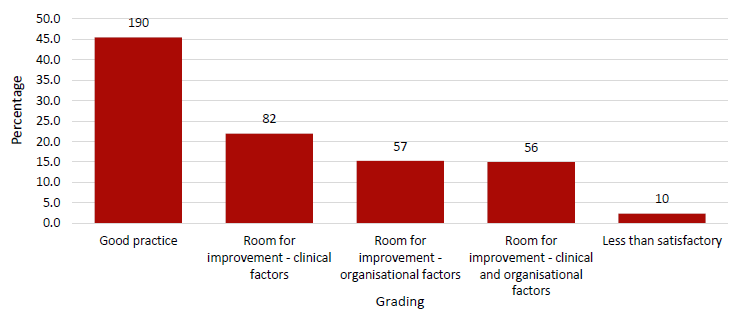 50.0
45.0
40.0
35.0
30.0
25.0
20.0
15.0
10.0
5.0
0.0
Percentage
190
82
57
56
10
Good practice
Room for
improvement - clinical
factors
Room for
improvement -
organisational factors
Room for
improvement - clinical
and organisational
factors
Less than satisfactory
Grading